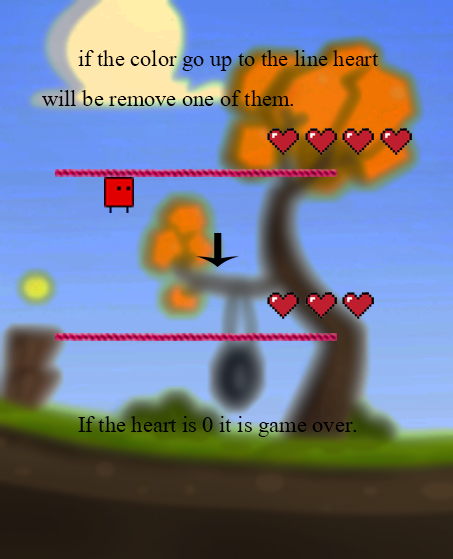 if the color go up to the line heart
will be remove one of them.
If the heart is 0 it is game over.